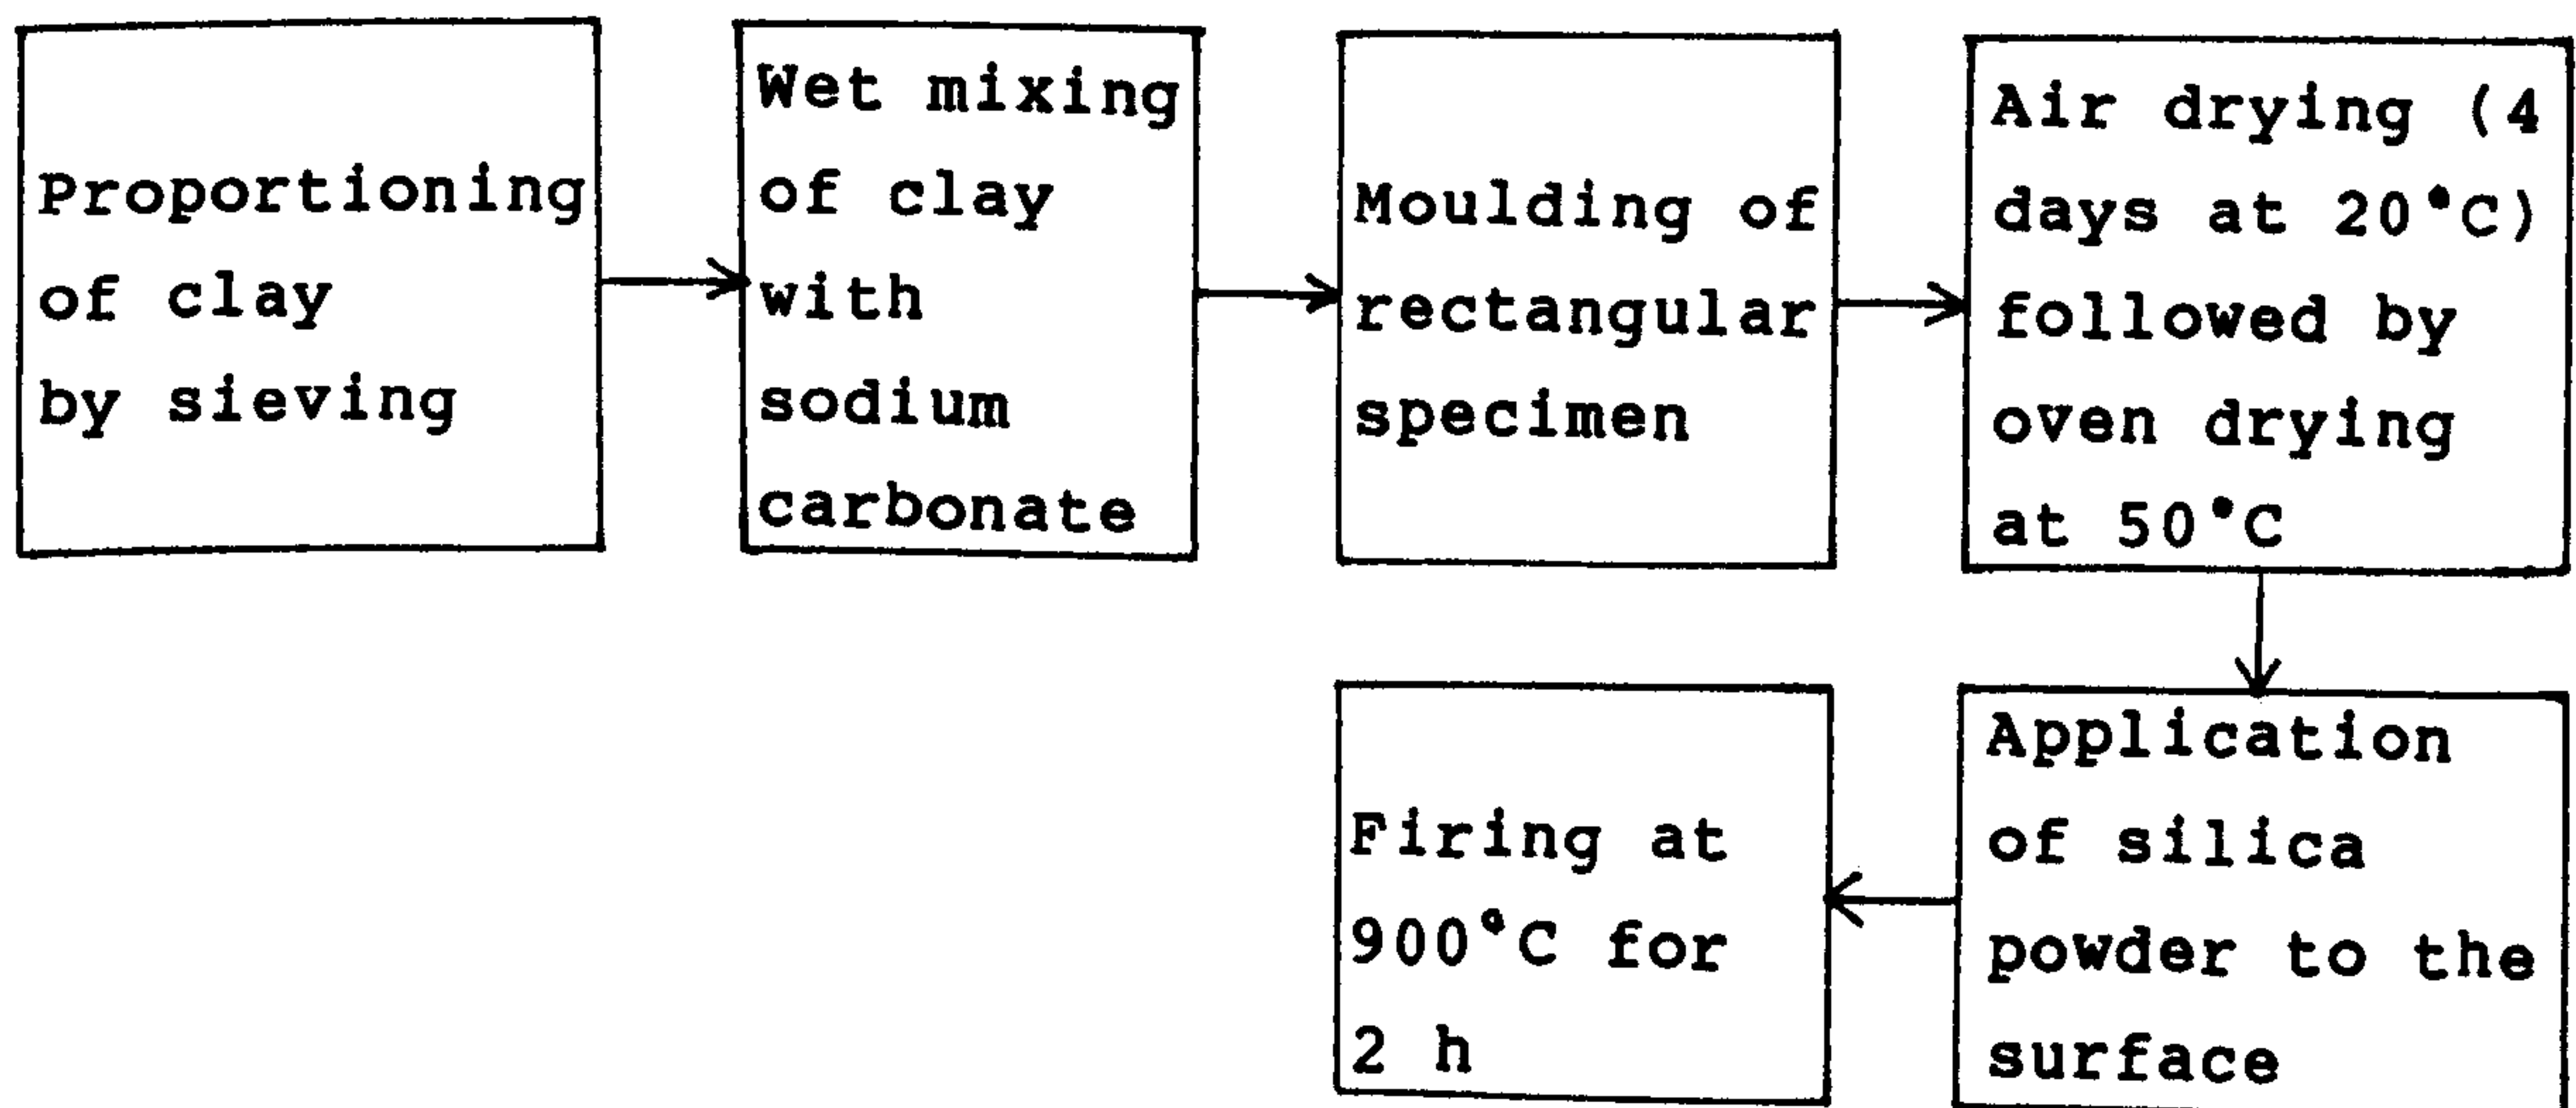 Proportioning
of clay
by sieving
Wet mixing
of clay
with
sodium
carbonate
Moulding of
rectangular
specimen
Air drying (4
days at 20°C)
followed by
oven drying
at 50°C
Application
of silica
powder to the
surface
Firing at
900°C for
2 h